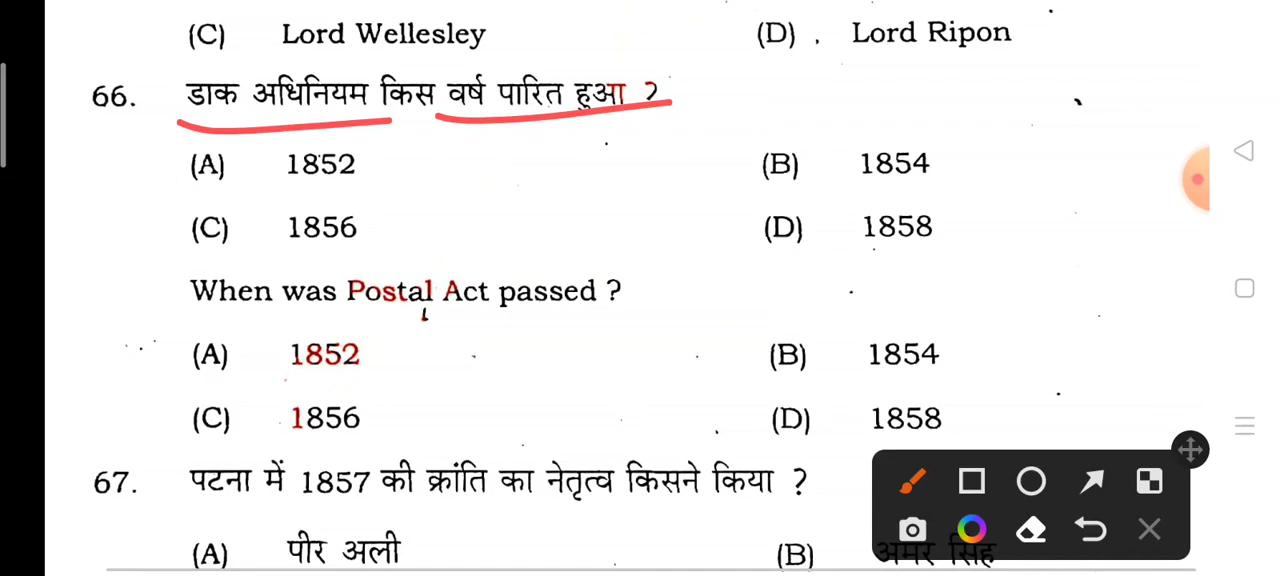 (C) Lord Wellesley (D) . Lord Ripon
66. डाक अधिनियम किस वर्ष पारित हुआ ?
(A) 1852 (B) 1854
(C) 1856 (D) 1858
When was Postal Act passed ?
(A) 1852 (B) 1854
(C) 1856 (D) 1858
67. पटना में 1857 की क्रांति का नेतृत्व किसने किया ?
(A) पीर अली (B) अमर सिंह